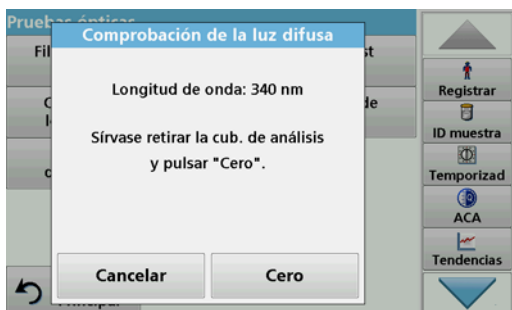 Comprobación de la luz difusa
Longitud de onda: 340 nm
Sírvase retirar la cub. de análisis
y pulsar "Cero".
Cancelar
Cero
Registrar
ID muestra
Temporizad
ACA
Tendencias